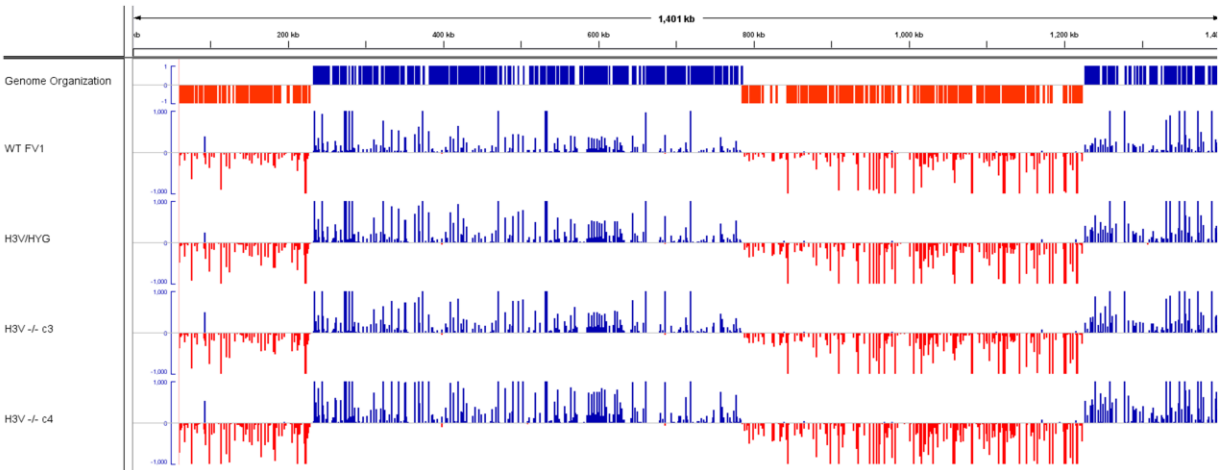 1,401 kb
kb 200 kb 400 kb 600 kb 800 kb 1,000 kb 1,200 kb 1,40
Genome Organization
1
0
-1
WT FV1
1,000
0
-1,000
H3V/HYG
1,000
0
-1,000
H3V -/- c3
1,000
0
-1,000
H3V -/- c4
1,000
0
-1,000